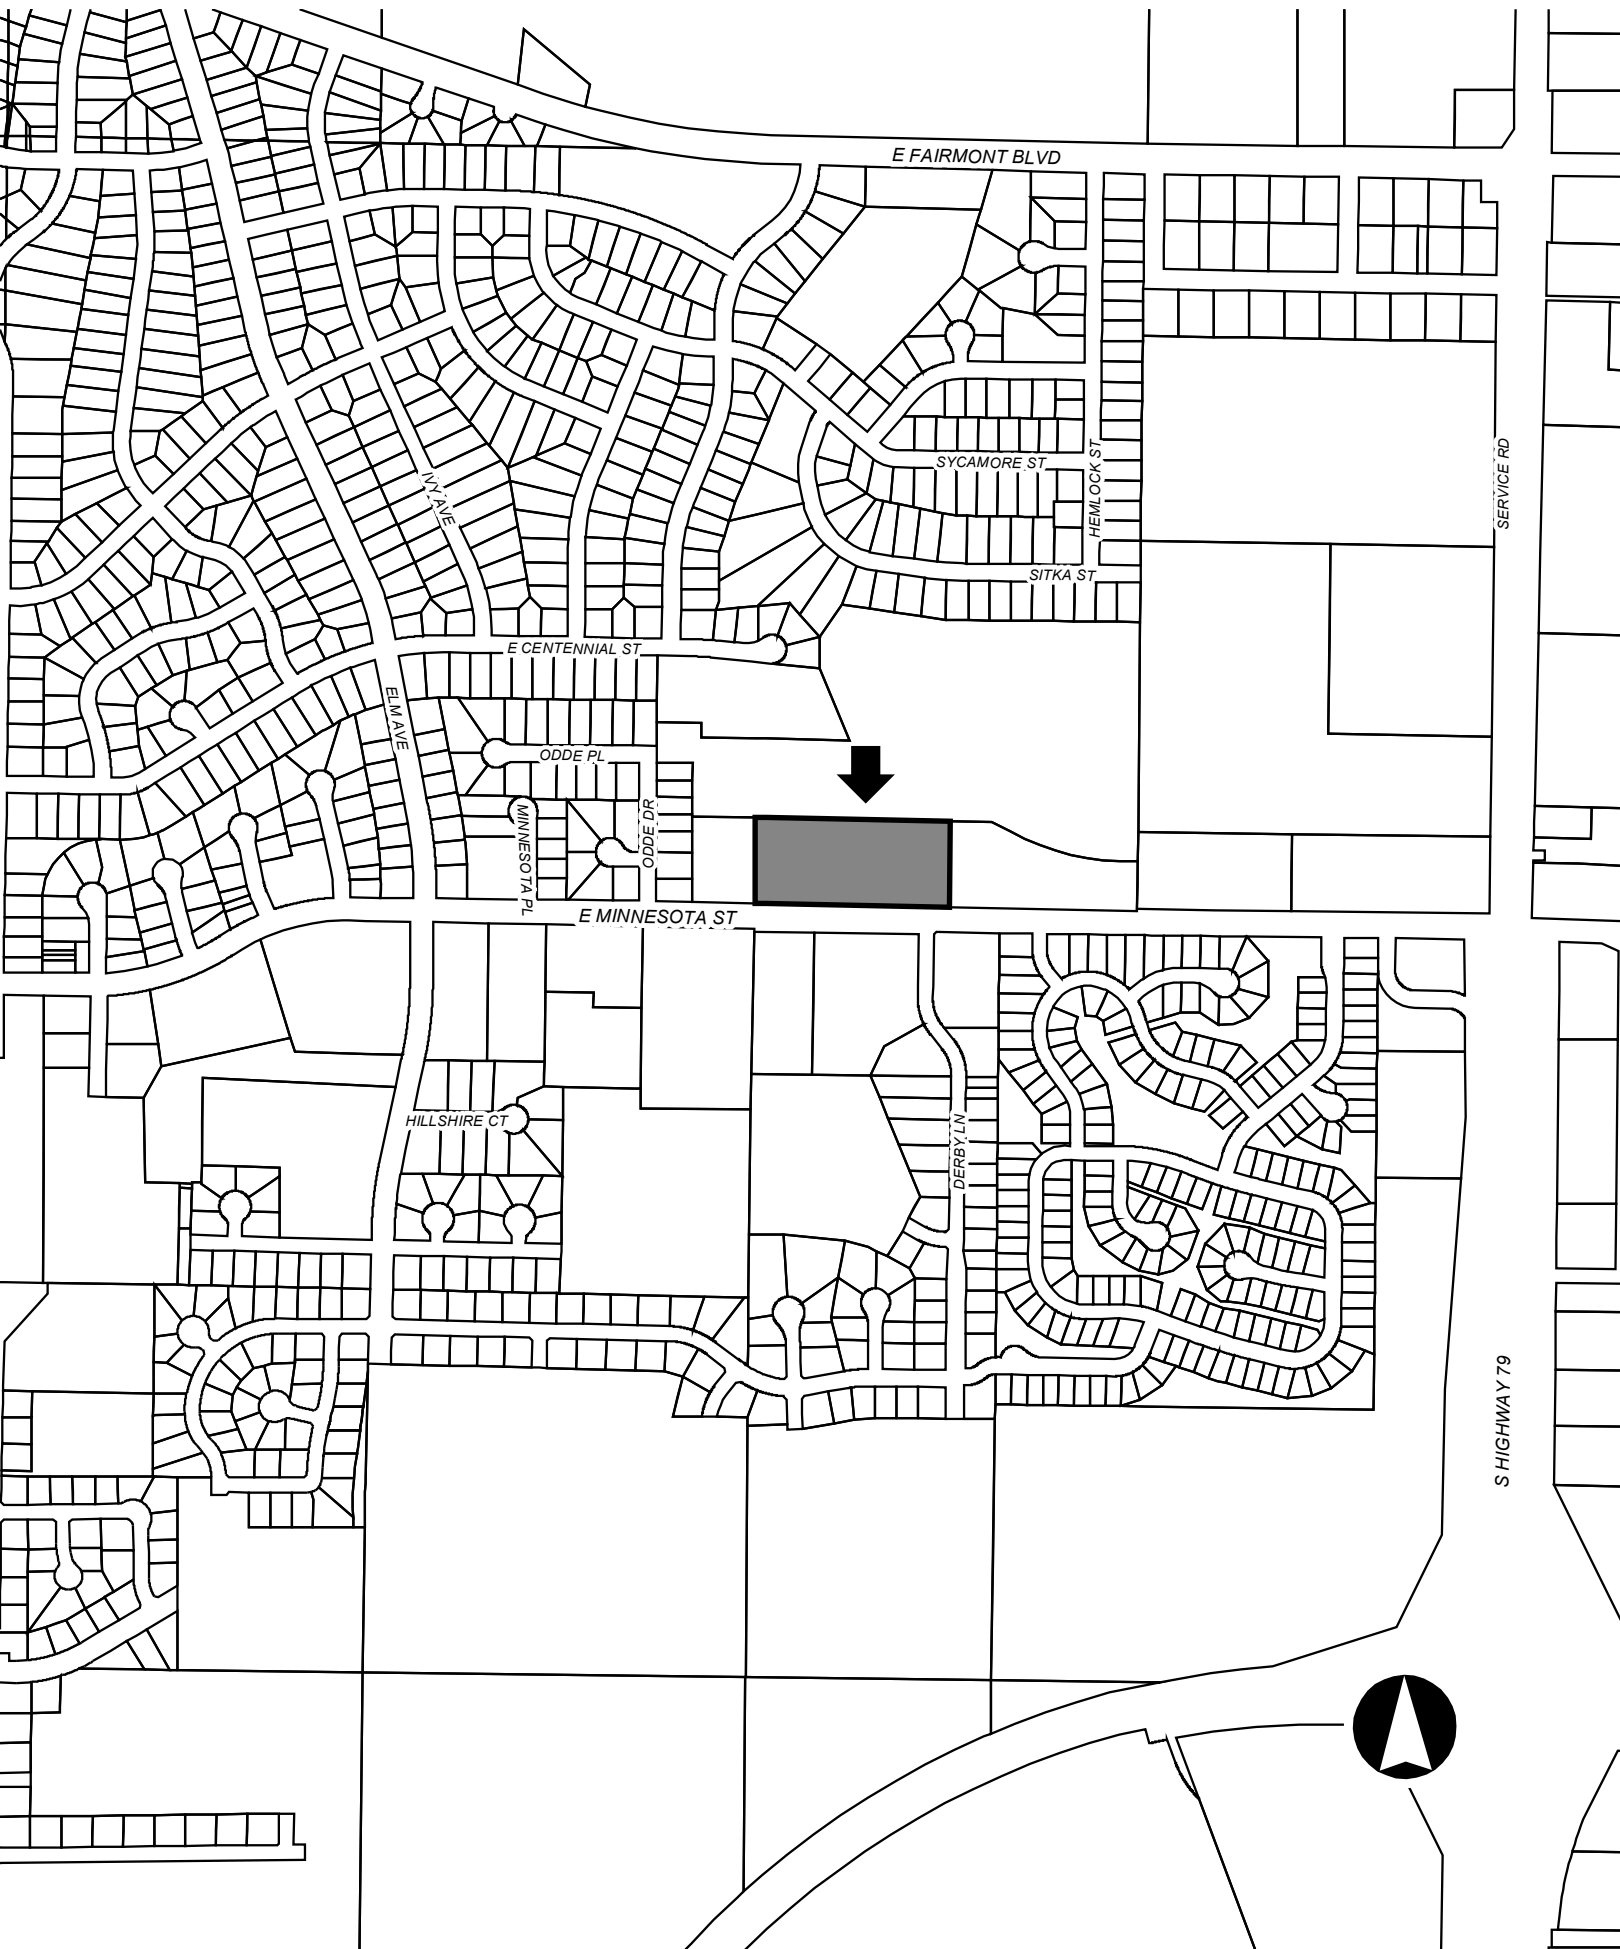 E FAIRMONT BLVD
SYCAMORE ST
HEMLOCK ST
SERVICE RD
IVY AVE
SITKA ST
E CENTENNIAL ST
ELM AVE
ODDE PL
MINNESOTA PL
ODDE DR
E MINNESOTA ST
HILLSHIRE CT
DERBY LN
S HIGHWAY 79